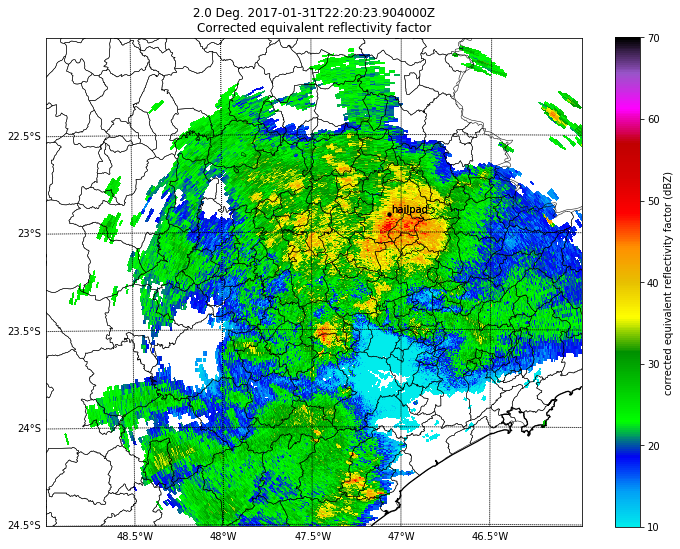 2.0 Deg. 2017-01-31T22:20:23.904000Z
Corrected equivalent reflectivity factor
hailpad
22.5°S
23°S
23.5°S
24°S
24.5°S
48.5°W
48°W
47.5°W
47°W
46.5°W
70
60
50
40
30
20
10
corrected equivalent reflectivity factor (dBZ)